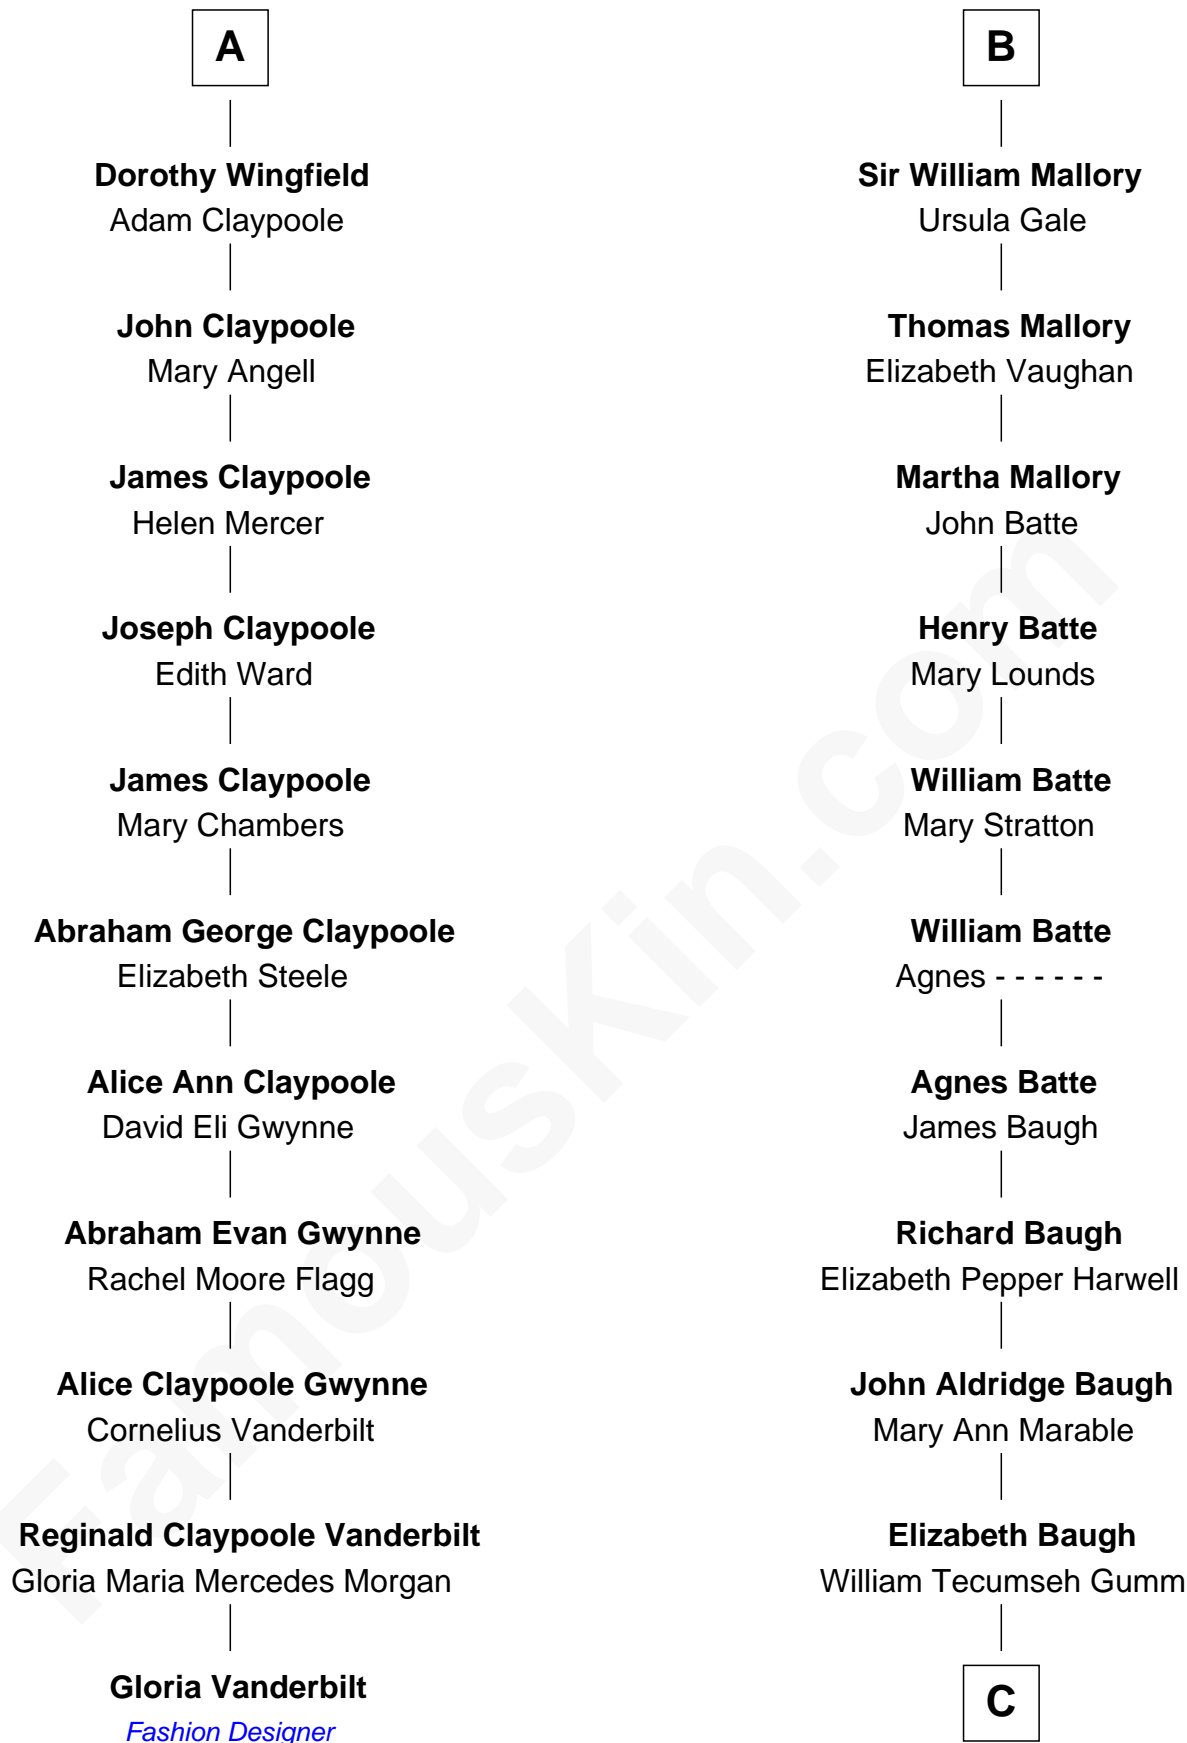 A
Dorothy Wingfield
Adam Claypoole
John Claypoole
Mary Angell
James Claypoole
Helen Mercer
Joseph Claypoole
Edith Ward
James Claypoole
Mary Chambers
Abraham George Claypoole
Elizabeth Steele
Alice Ann Claypoole
David Eli Gwynne
Abraham Evan Gwynne
Rachel Moore Flagg
Alice Claypoole Gwynne
Cornelius Vanderbilt
Reginald Claypoole Vanderbilt
Gloria Maria Mercedes Morgan
Gloria Vanderbilt
Fashion Designer
B
Sir William Mallory
Ursula Gale
Thomas Mallory
Elizabeth Vaughan
Martha Mallory
John Batte
Henry Batte
Mary Lounds
William Batte
Mary Stratton
William Batte
Agnes - - - - - -
Agnes Batte
James Baugh
Richard Baugh
Elizabeth Pepper Harwell
John Aldridge Baugh
Mary Ann Marable
Elizabeth Baugh
William Tecumseh Gumm
C
FamousKin.com